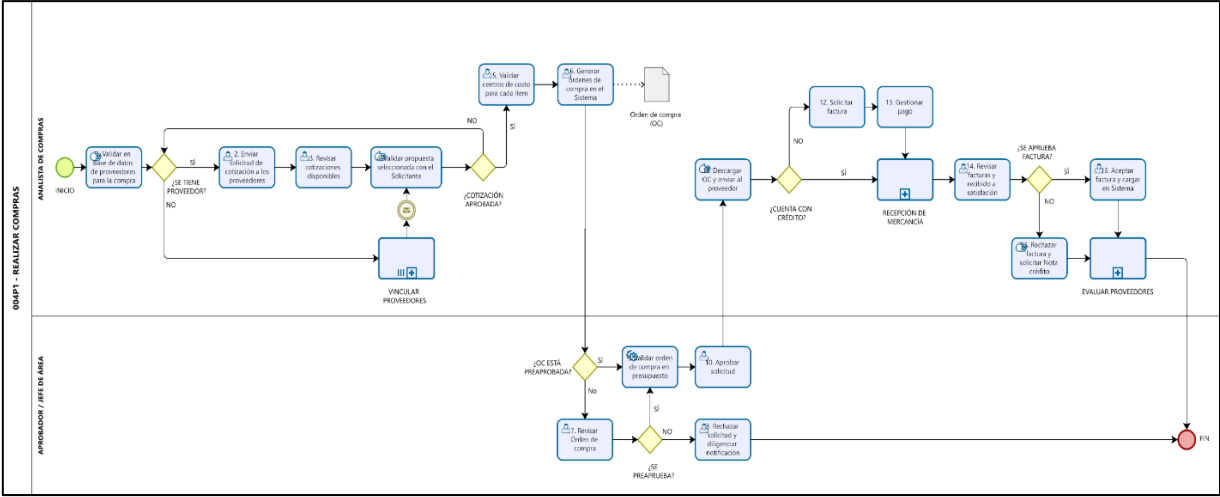 004P1 - REALIZAR COMPRAS
ANALISTA DE COMPRAS
INICIO
Validar en
Base de datos
de proveedores
para la compra
¿SE TIENE
PROVEEDOR?
SÍ
NO
2. Enviar
Solicitud de
cotización a los
proveedores
3. Revisar
cotizaciones
disponibles
Validar propuesta
seleccionada con el
Solicitante
VINCULAR
PROVEEDORES
¿COTIZACIÓN
APROBADA?
NO
SÍ
5. Validar
centros de costo
para cada ítem
6. Generar
órdenes de
compra en el
Sistema
Orden de compra
(OC)
Descargar
OC y enviar al
proveedor
¿CUENTA CON
CRÉDITO?
NO
SÍ
12. Solicitar
factura
13. Gestionar
pago
RECEPCIÓN DE
MERCANCÍA
14. Revisar
facturas y
recibido a
satisfacción
¿SE APRUEBA
FACTURA?
SÍ
NO
Rechazar
factura y
solicitar Nota
crédito
16. Aceptar
factura y cargar
en Sistema
EVALUAR PROVEEDORES
APROBADOR / JEFE DE ÁREA
¿OC ESTÁ
PREAPROBADA?
SÍ
No
7. Revisar
Orden de
compra
¿SE
PREAPRUEBA?
SÍ
NO
Rechazar
solicitud y
diligenciar
notificación
Validar orden
de compra en
presupuesto
10. Aprobar
solicitud
FIN